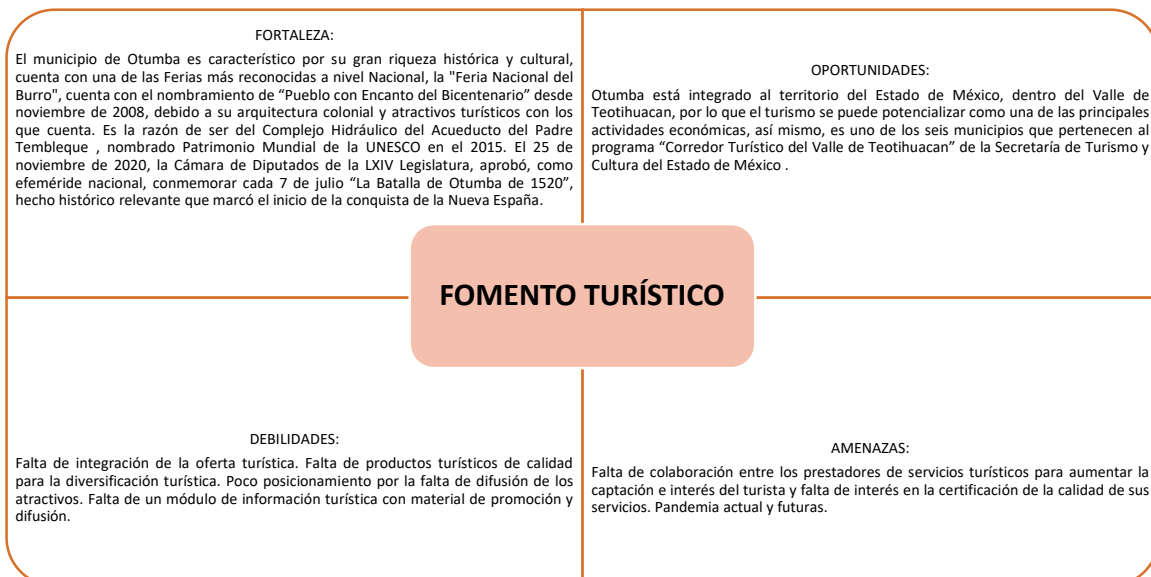 FORTALEZA:
El municipio de Otumba es característico por su gran riqueza histórica y cultural,
cuenta con una de las Ferias más reconocidas a nivel Nacional, la "Feria Nacional del
Burro", cuenta con el nombramiento de “Pueblo con Encanto del Bicentenario” desde
noviembre de 2008, debido a su arquitectura colonial y atractivos turísticos con los
que cuenta. Es la razón de ser del Complejo Hidráulico del Acueducto del Padre
Tembleque , nombrado Patrimonio Mundial de la UNESCO en el 2015. El 25 de
noviembre de 2020, la Cámara de Diputados de la LXIV Legislatura, aprobó, como
efeméride nacional, conmemorar cada 7 de julio “La Batalla de Otumba de 1520”,
hecho histórico relevante que marcó el inicio de la conquista de la Nueva España.
OPORTUNIDADES:
Otumba está integrado al territorio del Estado de México, dentro del Valle de
Teotihuacan, por lo que el turismo se puede potencializar como una de las principales
actividades económicas, así mismo, es uno de los seis municipios que pertenecen al
programa “Corredor Turístico del Valle de Teotihuacan” de la Secretaría de Turismo y
Cultura del Estado de México .
FOMENTO TURÍSTICO
DEBILIDADES:
Falta de integración de la oferta turística. Falta de productos turísticos de calidad
para la diversificación turística. Poco posicionamiento por la falta de difusión de los
atractivos. Falta de un módulo de información turística con material de promoción y
difusión.
AMENAZAS:
Falta de colaboración entre los prestadores de servicios turísticos para aumentar la
captación e interés del turista y falta de interés en la certificación de la calidad de sus
servicios. Pandemia actual y futuras.